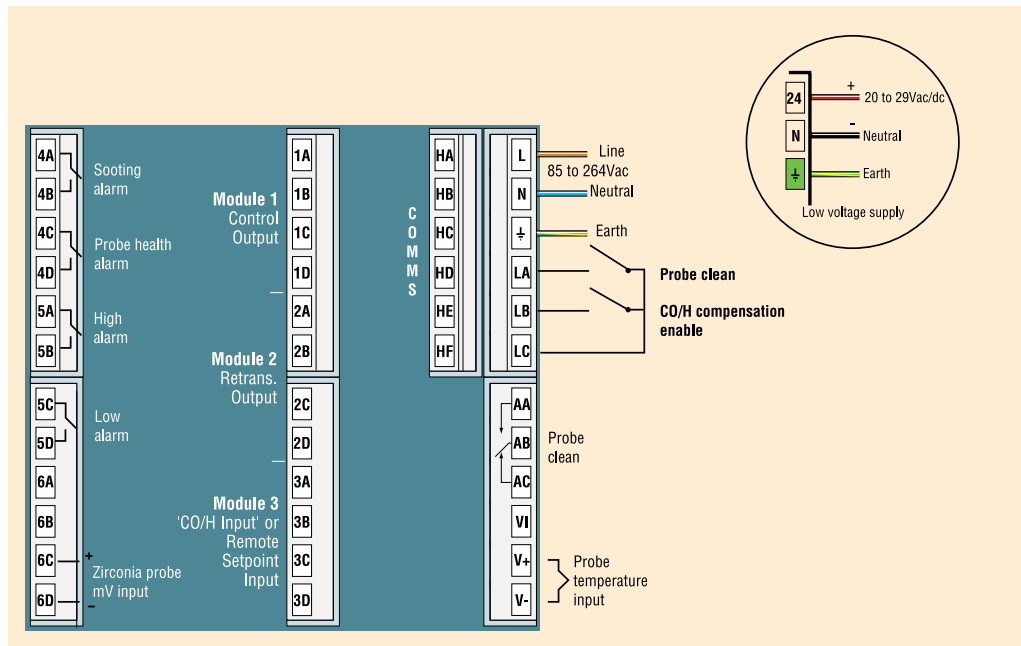 4A
4B
Sooting
alarm
4C
4D
Probe health
alarm
5A
5B
High
alarm
5C
5D
Low
alarm
6A
6B
6C
6D
+
Zirconia probe
mV input
–
Module 1
Control
Output
1A
1B
1C
1D
Module 2
Retrans.
Output
2A
2B
2C
2D
Module 3
'CO/H Input' or
Remote
Setpoint
Input
3A
3B
3C
3D
COMMS
HA
HB
HC
HD
HE
HF
L
N
LA
LB
LC
Line
85 to 264Vac
Neutral
Earth
Probe clean
CO/H compensation
enable
AA
AB
AC
Probe
clean
VI
V+
V-
Probe
temperature
input
24
N
+
20 to 29Vac/dc
-
Neutral
Earth
Low voltage supply